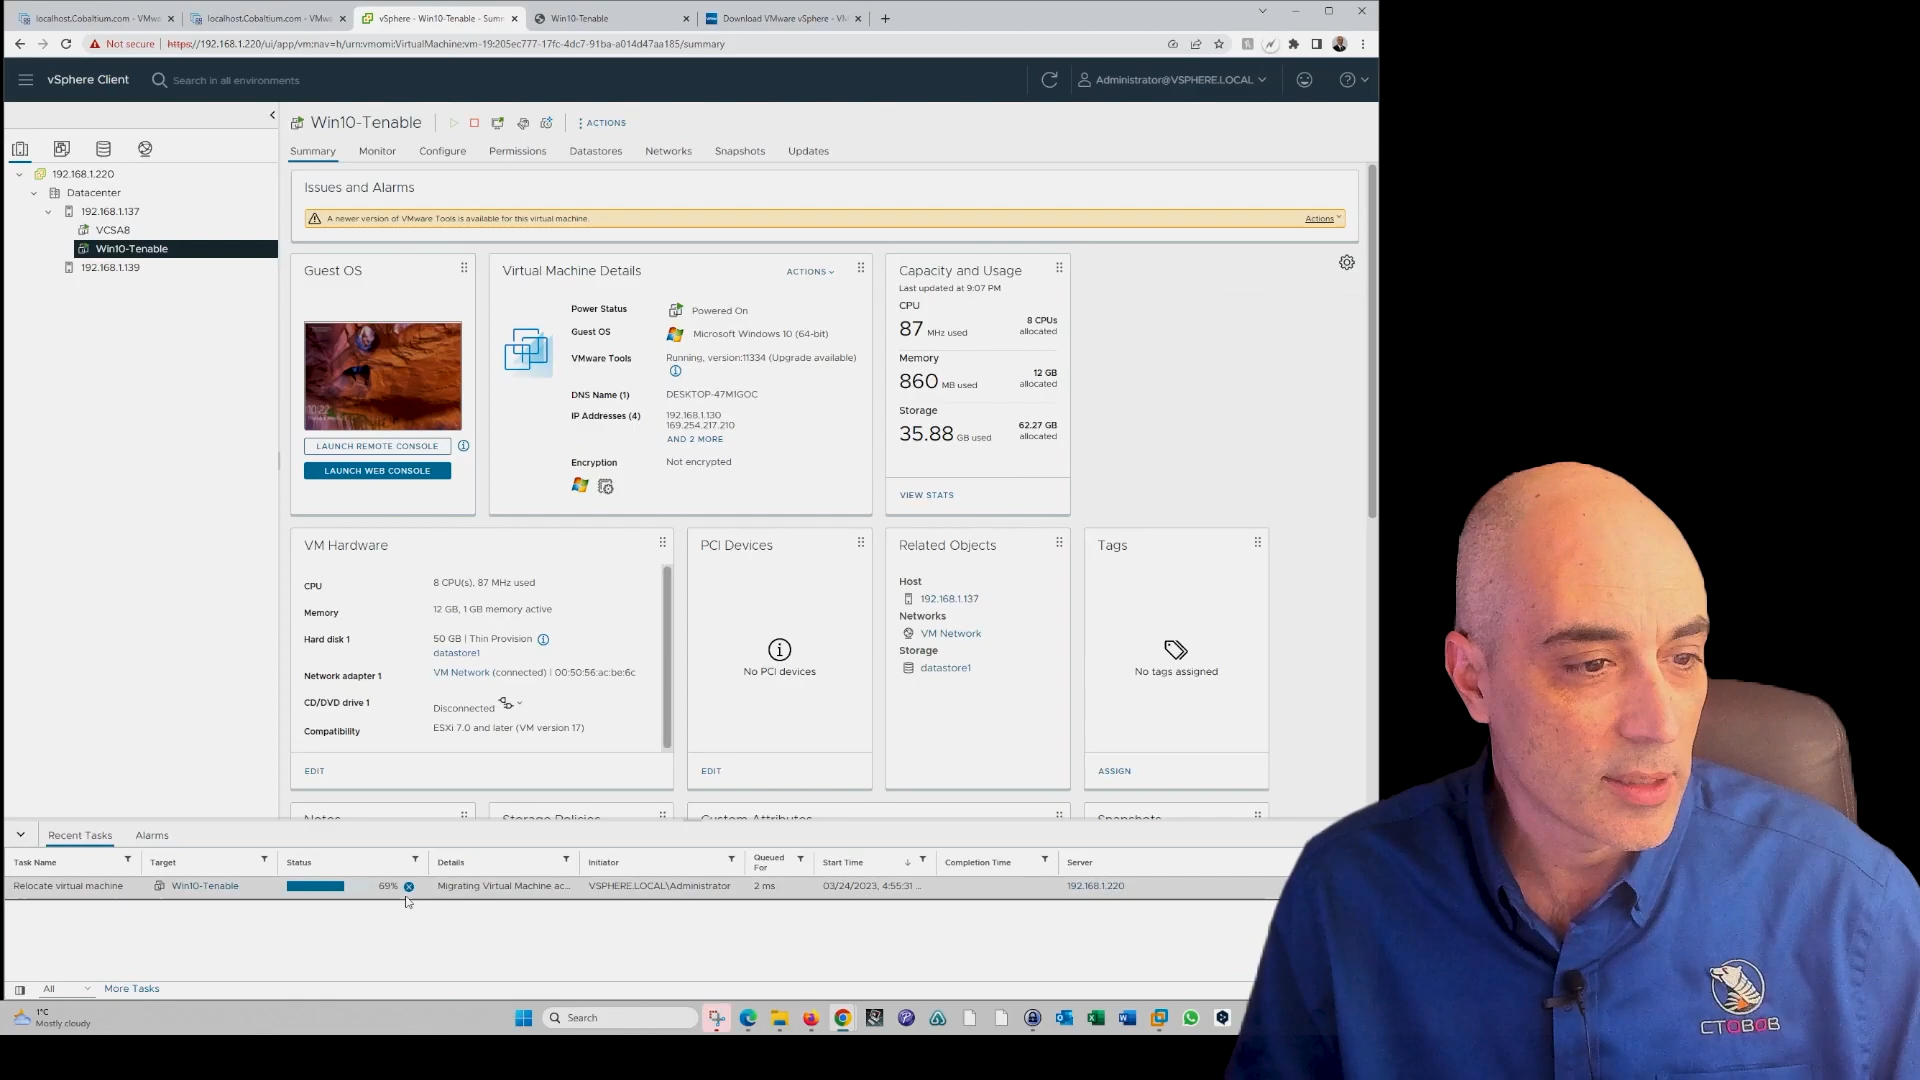 localhost.Cobaltium.com - VMwa
localhost.Cobaltium.com - VMwa
vSphere - Win10-Tenable - Summ
Win10-Tenable
Download VMware vSphere - VM
Not secure
https://192.168.1.220/ui/app/vm;nav=h/urn:vmomi:VirtualMachine:vm-19:205ec777-17fc-4dc7-91ba-a014d47aa185/summary
vSphere Client
Search in all environments
Administrator@VSPHERE.LOCAL
Win10-Tenable
ACTIONS
Summary Monitor Configure Permissions Datastores Networks Snapshots Updates
192.168.1.220
Datacenter
192.168.1.137
VCSA8
Win10-Tenable
192.168.1.139
Issues and Alarms
A newer version of VMware Tools is available for this virtual machine.
Actions
Guest OS
10:22
LAUNCH REMOTE CONSOLE
LAUNCH WEB CONSOLE
Virtual Machine Details
ACTIONS
Power Status Powered On
Guest OS Microsoft Windows 10 (64-bit)
VMware Tools Running, version:11334 (Upgrade available)
DNS Name (1) DESKTOP-47MIGOC
IP Addresses (4) 192.168.1.130
169.254.217.210
AND 2 MORE
Encryption Not encrypted
Capacity and Usage
Last updated at 9:07 PM
CPU
87 MHz used
8 CPUs
allocated
Memory
860 MB used
12 GB
allocated
Storage
35.88 GB used
62.27 GB
allocated
VIEW STATS
VM Hardware
CPU 8 CPU(s), 87 MHz used
Memory 12 GB, 1 GB memory active
Hard disk 1 50 GB | Thin Provision
datastore1
Network adapter 1 VM Network (connected) | 00:50:56:ac:be:6c
CD/DVD drive 1 Disconnected
Compatibility ESXi 7.0 and later (VM version 17)
EDIT
PCI Devices
No PCI devices
EDIT
Related Objects
Host
192.168.1.137
Networks
VM Network
Storage
datastore1
Tags
No tags assigned
ASSIGN
Notes
Storage Policies
Custom Attributes
Snapshots
Recent Tasks Alarms
Task Name Target Status Details Initiator Queued For Start Time Completion Time Server
Relocate virtual machine Win10-Tenable 69% Migrating Virtual Machine ac... VSPHERE.LOCAL\Administrator 2 ms 03/24/2023, 4:55:31 ... 192.168.1.220
All More Tasks
1°C
Mostly cloudy
Search
CTOBOB